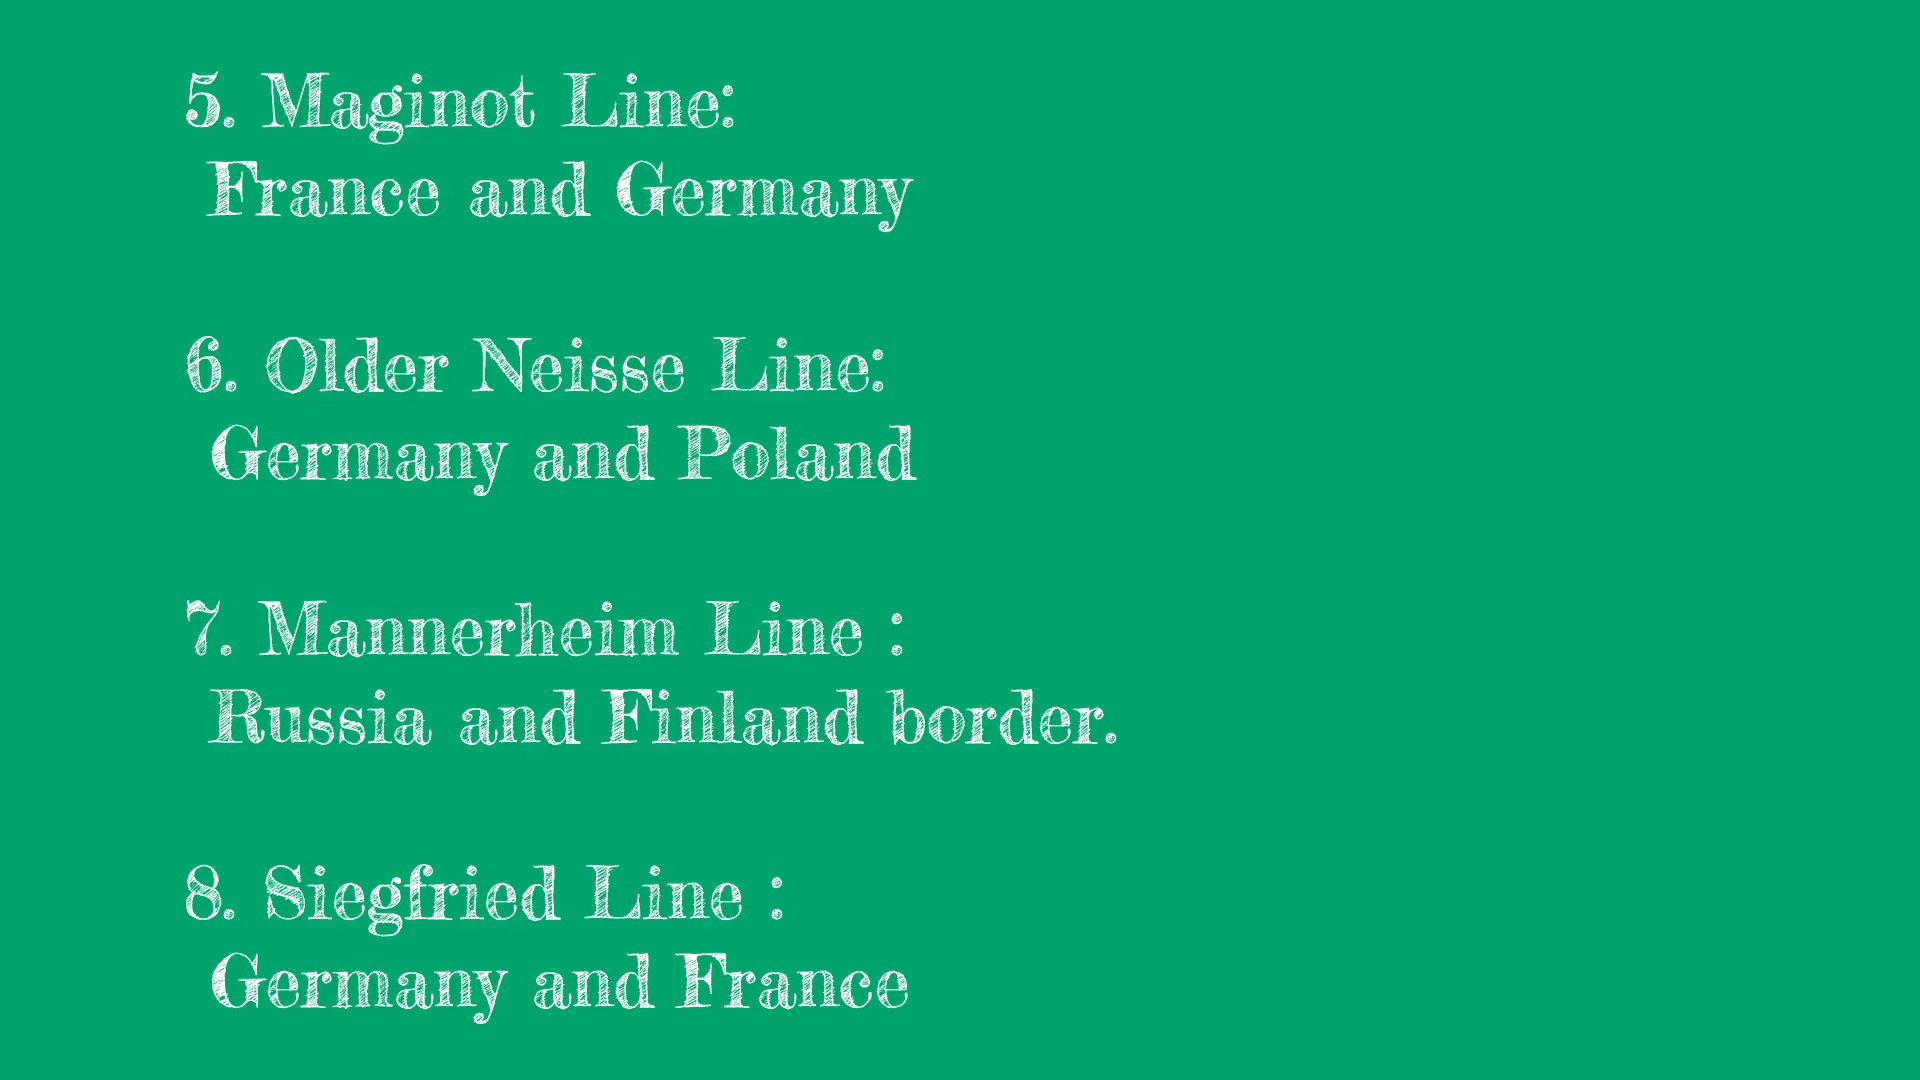 5. Maginot Line:
France and Germany
6. Older Neisse Line:
Germany and Poland
7. Mannerheim Line :
Russia and Finland border.
8. Siegfried Line :
Germany and France